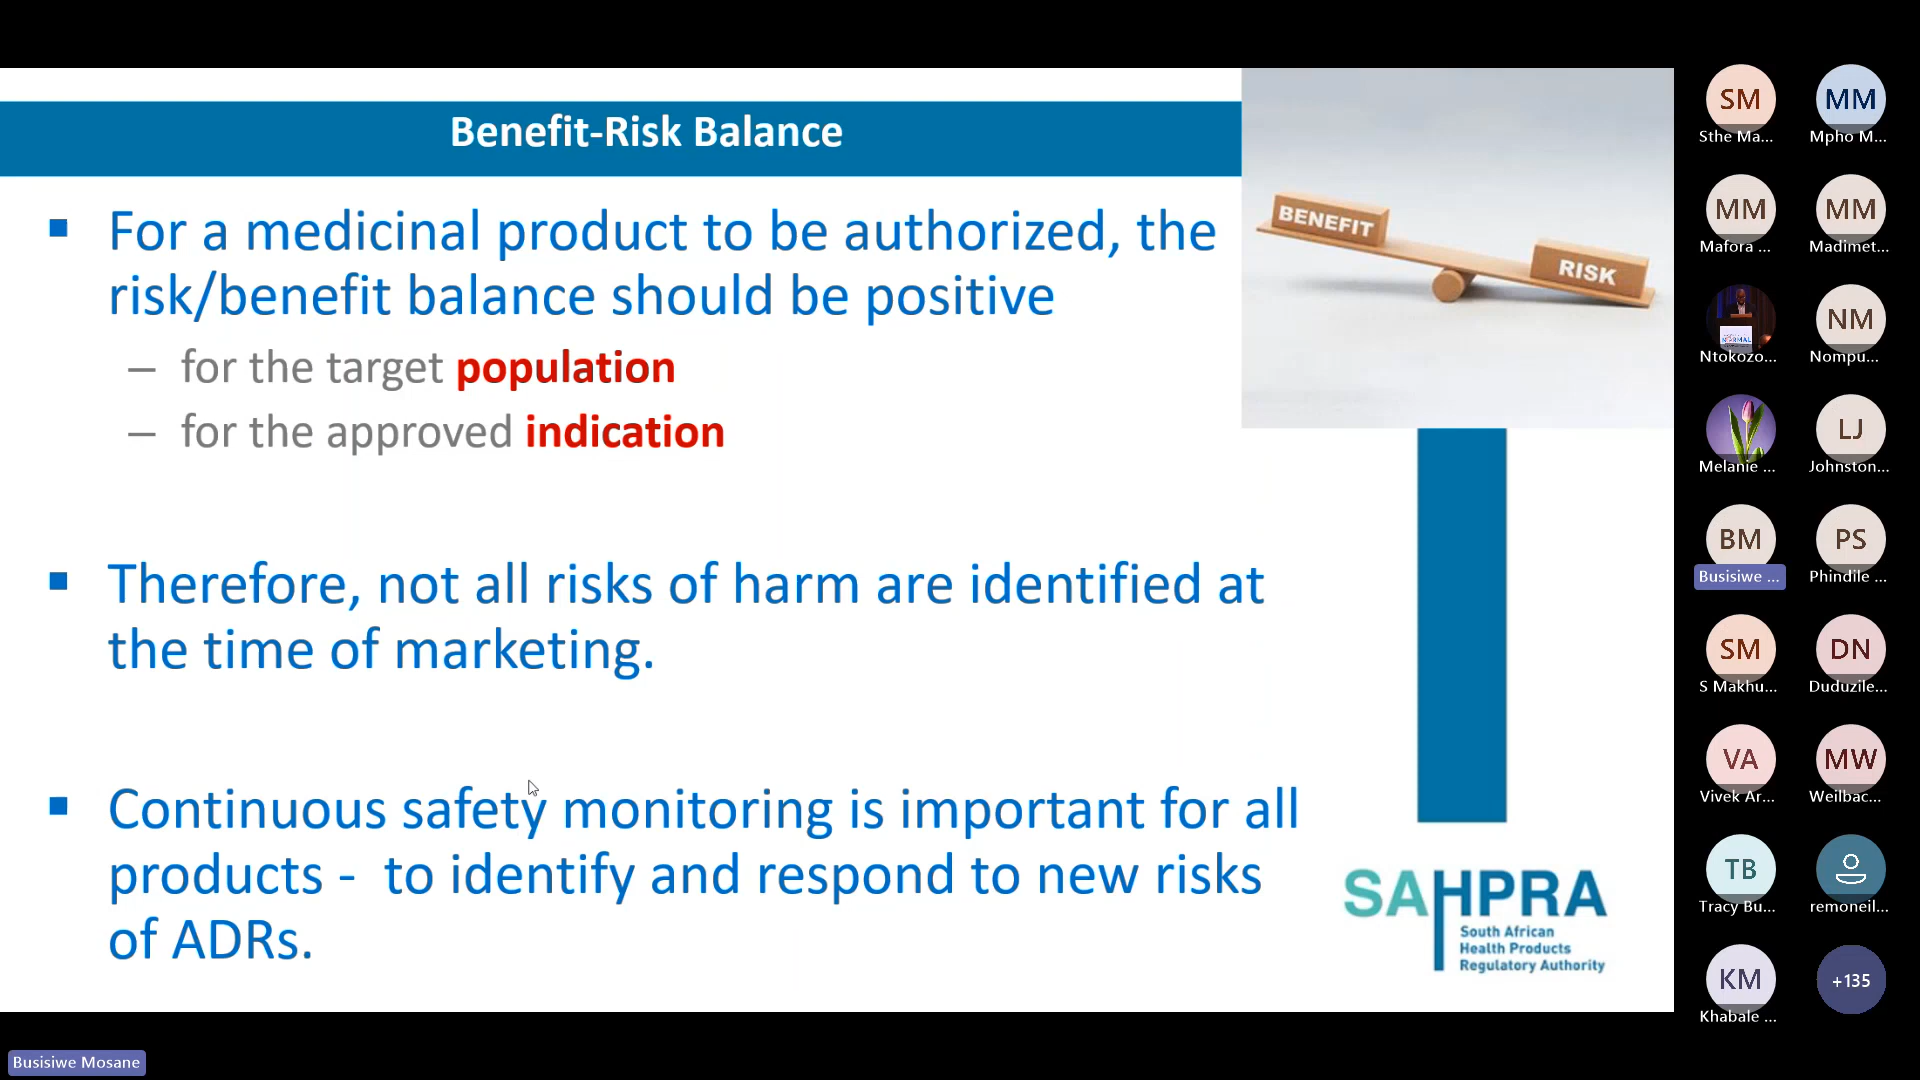 Benefit-Risk Balance
BENEFIT
RISK
▪ For a medicinal product to be authorized, the
risk/benefit balance should be positive
– for the target population
– for the approved indication
▪ Therefore, not all risks of harm are identified at
the time of marketing.
▪ Continuous safety monitoring is important for all
products - to identify and respond to new risks
of ADRs.
SAHPRA
South African
Health Products
Regulatory Authority
SM
Sthe Ma...
MM
Mpho M...
MM
Mafora ...
MM
Madimet...
Ntokozo...
NM
Nompu...
Melanie ...
LJ
Johnston...
BM
Busisiwe ...
PS
Phindile ...
SM
S Makhu...
DN
Duduzile...
VA
Vivek Ar...
MW
Weilbac...
TB
Tracy Bu...
remoneil...
KM
Khabale ...
+135
Busisiwe Mosane